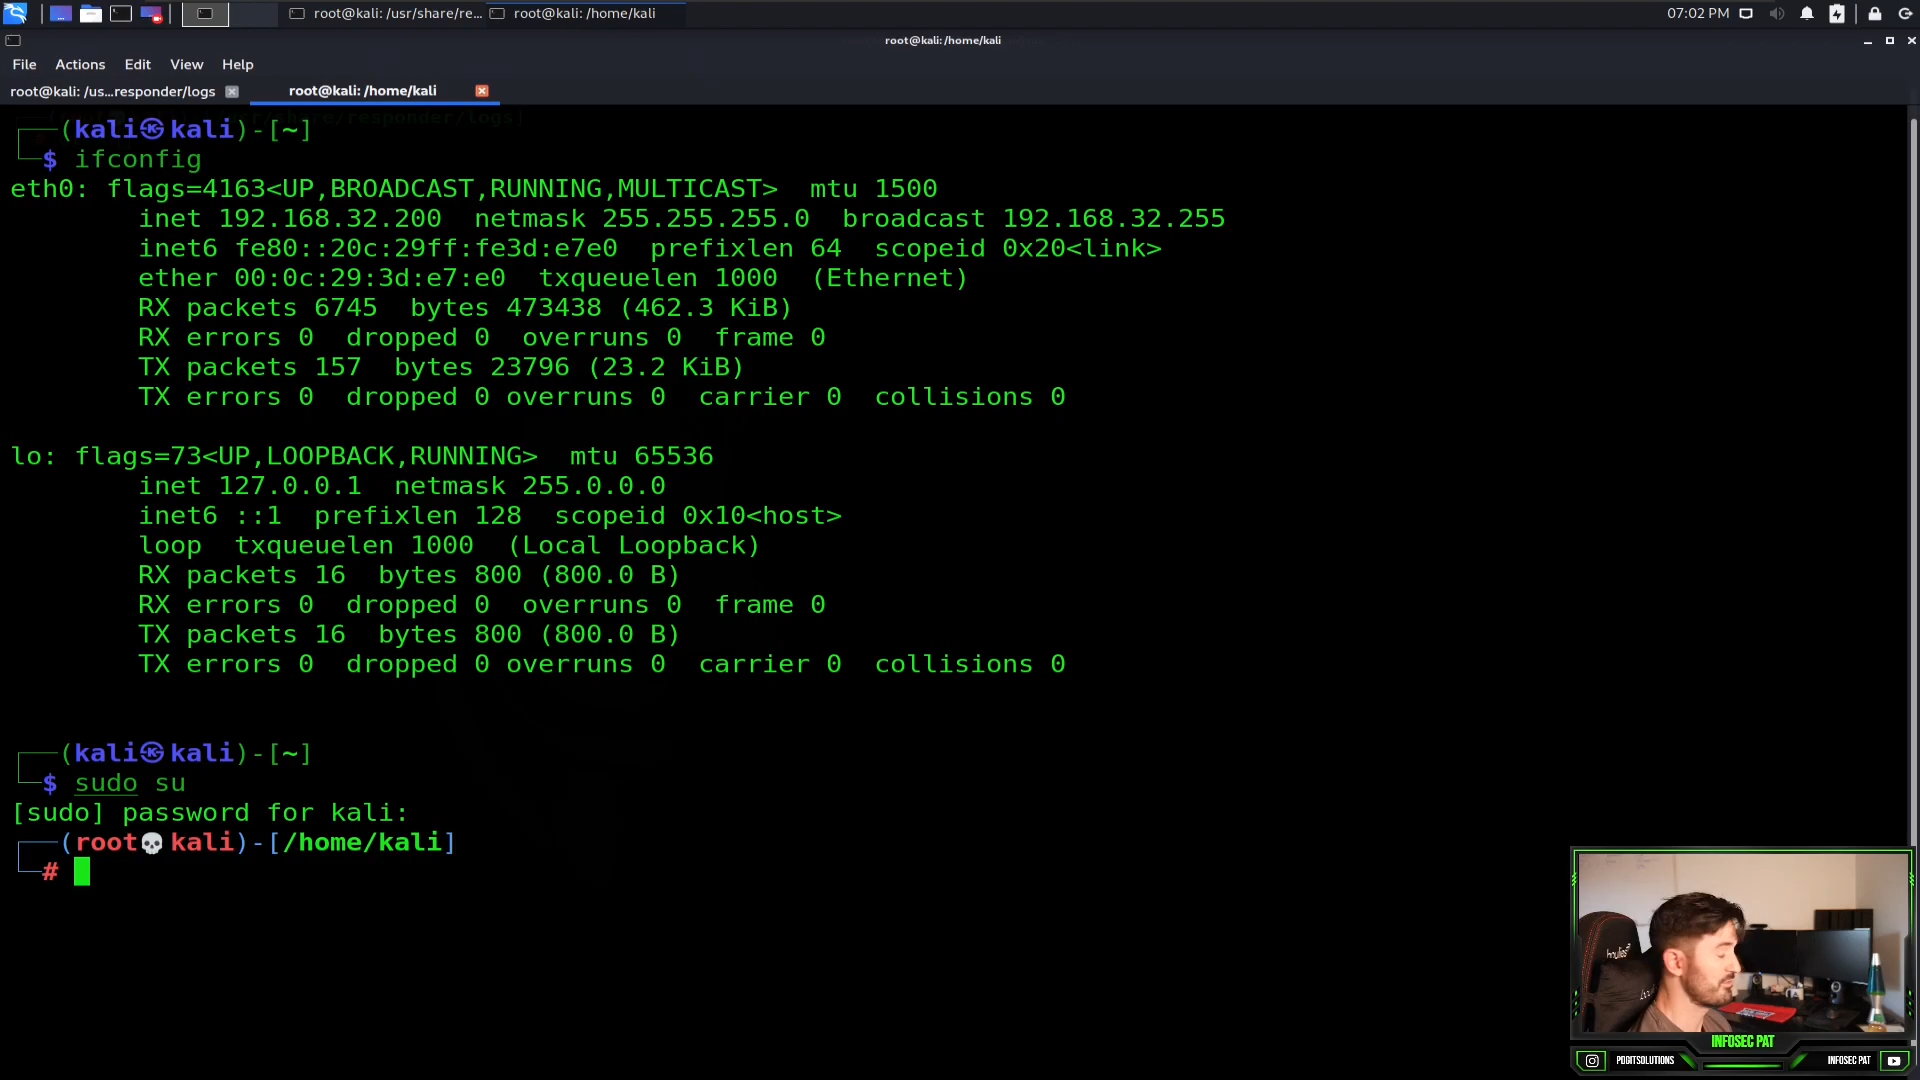 root@kali: /usr/share/re...
root@kali: /home/kali
07:02 PM
root@kali: /home/kali
File Actions Edit View Help
root@kali: /us...responder/logs
root@kali: /home/kali
(kali㉿kali)-[~]
$ ifconfig
eth0: flags=4163<UP,BROADCAST,RUNNING,MULTICAST>  mtu 1500
inet 192.168.32.200  netmask 255.255.255.0  broadcast 192.168.32.255
inet6 fe80::20c:29ff:fe3d:e7e0  prefixlen 64  scopeid 0x20<link>
ether 00:0c:29:3d:e7:e0  txqueuelen 1000  (Ethernet)
RX packets 6745  bytes 473438 (462.3 KiB)
RX errors 0  dropped 0  overruns 0  frame 0
TX packets 157  bytes 23796 (23.2 KiB)
TX errors 0  dropped 0 overruns 0  carrier 0  collisions 0
lo: flags=73<UP,LOOPBACK,RUNNING>  mtu 65536
inet 127.0.0.1  netmask 255.0.0.0
inet6 ::1  prefixlen 128  scopeid 0x10<host>
loop  txqueuelen 1000  (Local Loopback)
RX packets 16  bytes 800 (800.0 B)
RX errors 0  dropped 0  overruns 0  frame 0
TX packets 16  bytes 800 (800.0 B)
TX errors 0  dropped 0 overruns 0  carrier 0  collisions 0
(kali㉿kali)-[~]
$ sudo su
[sudo] password for kali:
(root💀kali)-[/home/kali]
#
INFOSEC PAT
PDBITSOLUTIONS
INFOSEC PAT